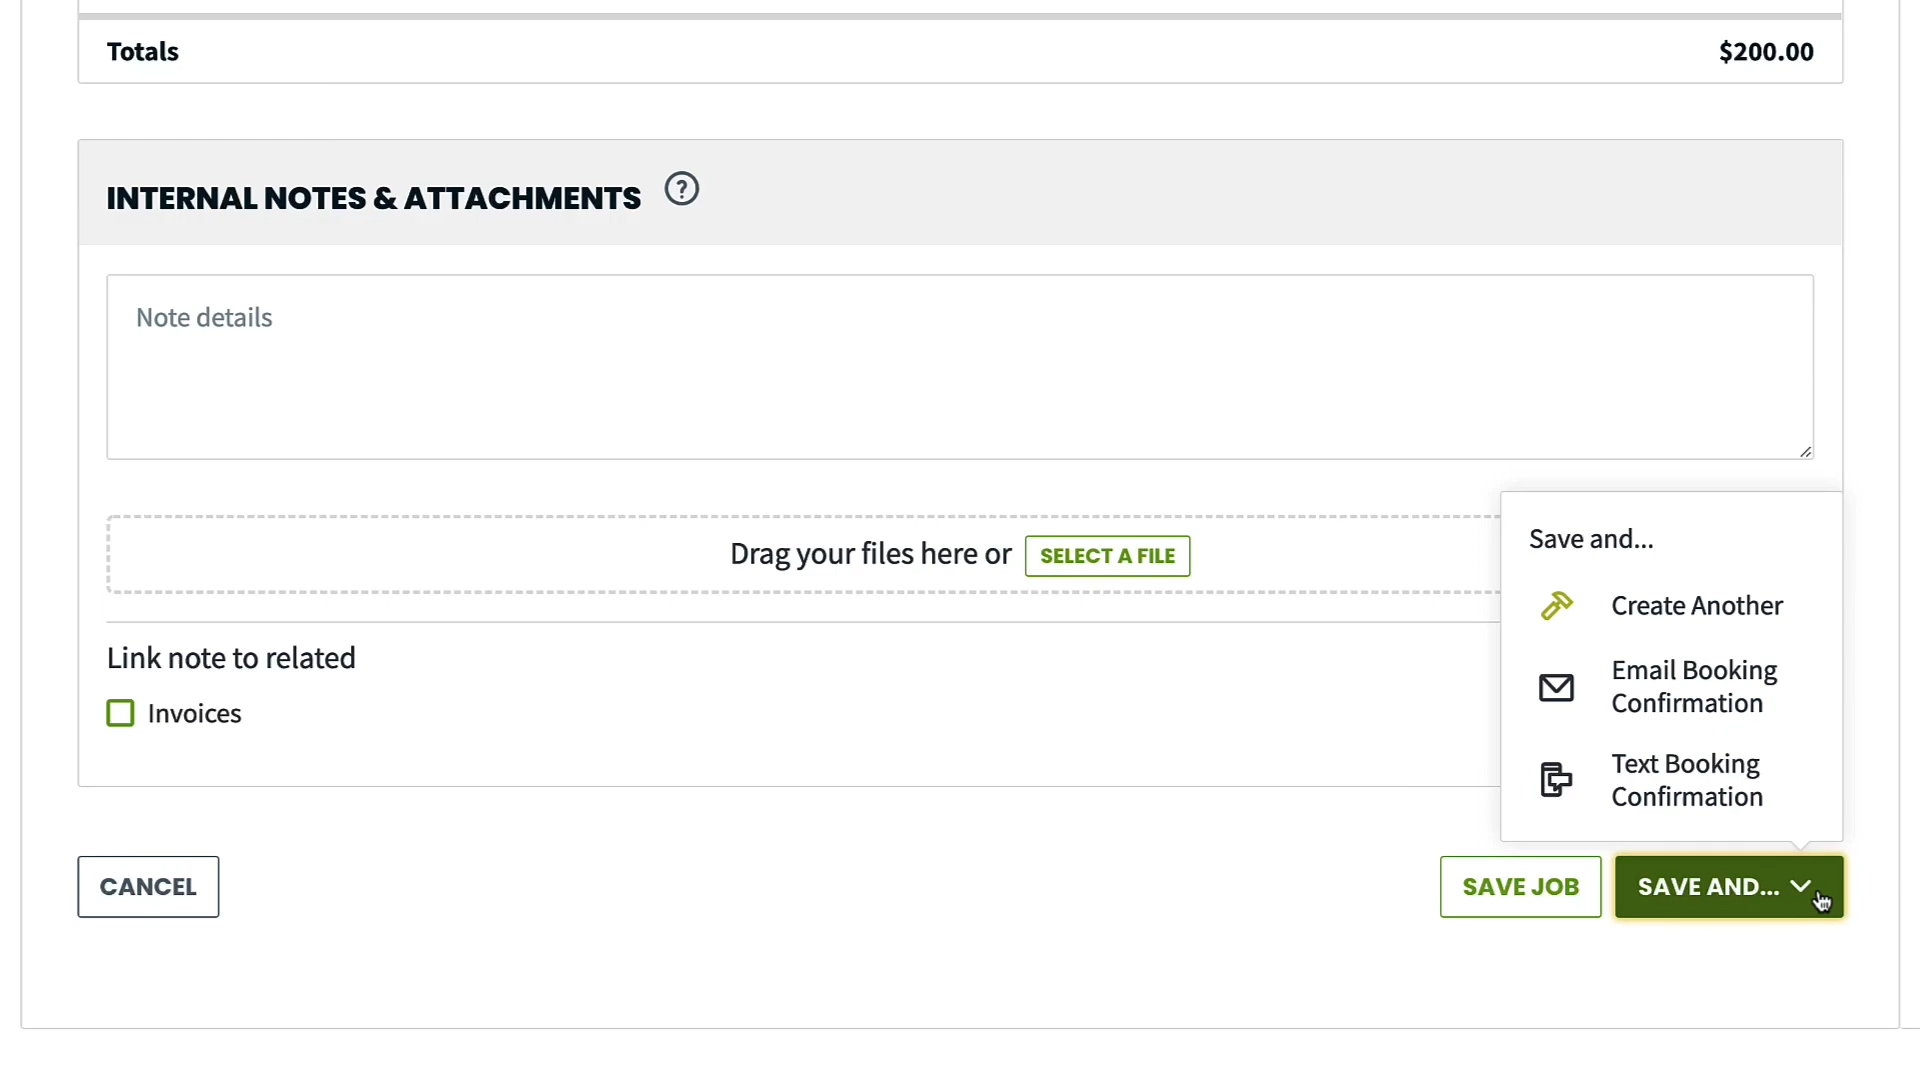 Totals $200.00
INTERNAL NOTES & ATTACHMENTS ?
Note details
Drag your files here or SELECT A FILE
Link note to related
Invoices
Save and...
Create Another
Email Booking
Confirmation
Text Booking
Confirmation
CANCEL SAVE JOB SAVE AND...